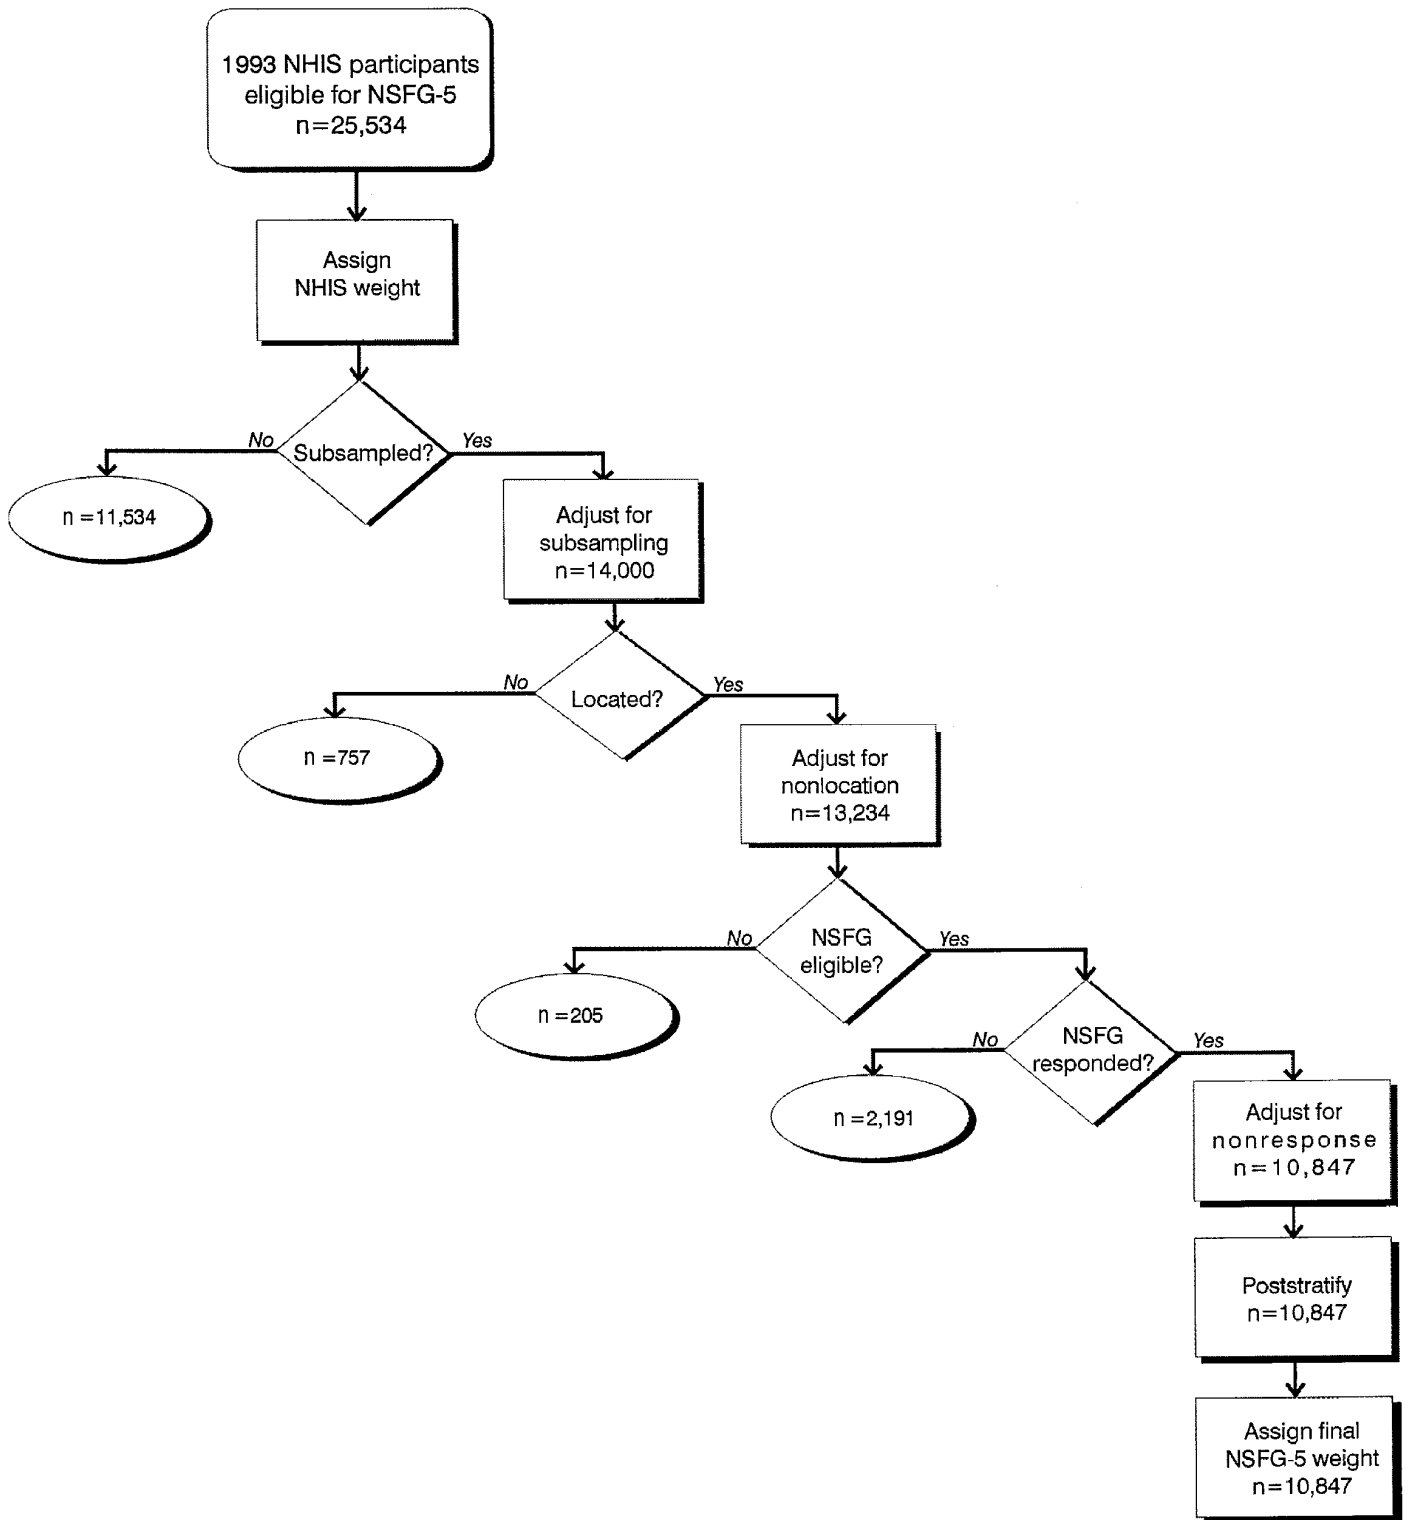 1993 NHIS participants
eligible for NSFG-5
n=25,534
Assign
NHIS weight
No
Subsampled?
Yes
n =11,534
Adjust for
subsampling
n=14,000
No
Located?
Yes
n =757
Adjust for
nonlocation
n=13,234
No
NSFG
eligible?
Yes
n =205
No
NSFG
responded?
Yes
n =2,191
Adjust for
nonresponse
n=10,847
Poststratify
n=10,847
Assign final
NSFG-5 weight
n=10,847